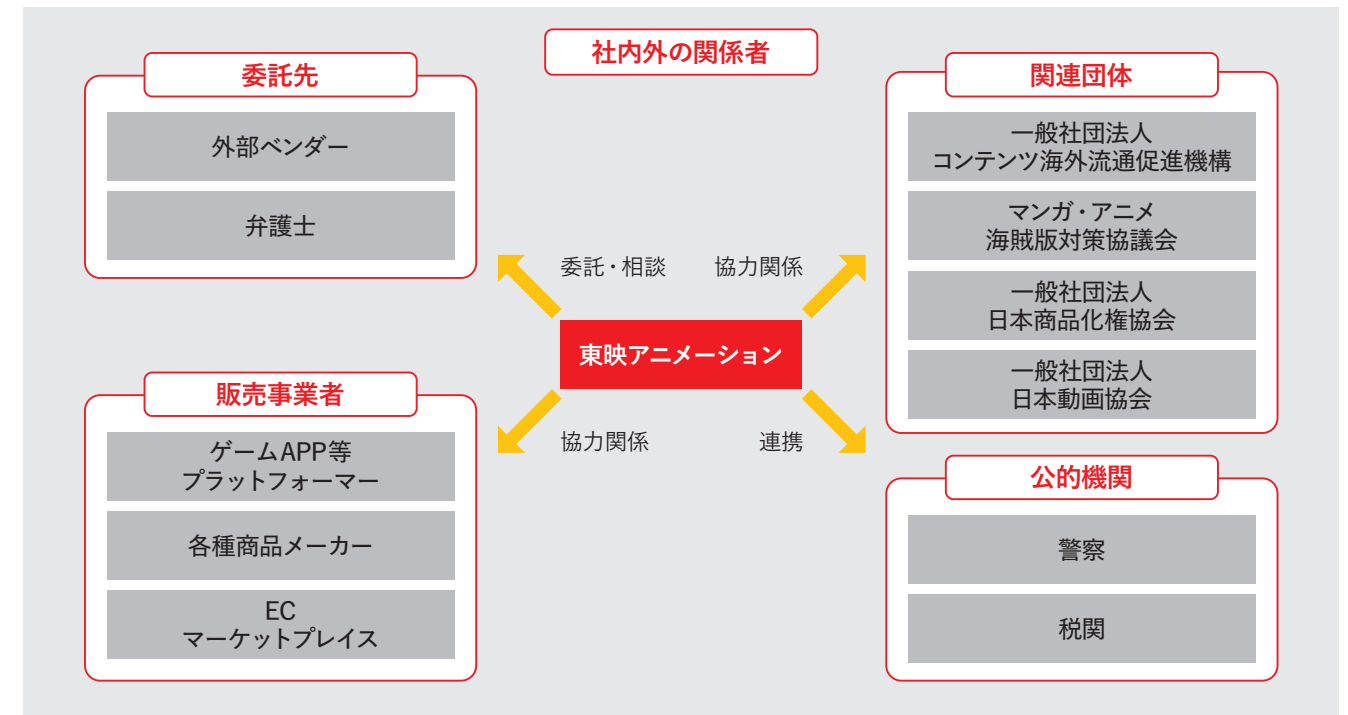 社内外の関係者
委託先
外部ベンダー
弁護士
関連団体
一般社団法人
コンテンツ海外流通促進機構
マンガ・アニメ
海賊版対策協議会
一般社団法人
日本商品化権協会
一般社団法人
日本動画協会
委託・相談
協力関係
東映アニメーション
協力関係
連携
販売事業者
ゲームAPP等
プラットフォーマー
各種商品メーカー
EC
マーケットプレイス
公的機関
警察
税関